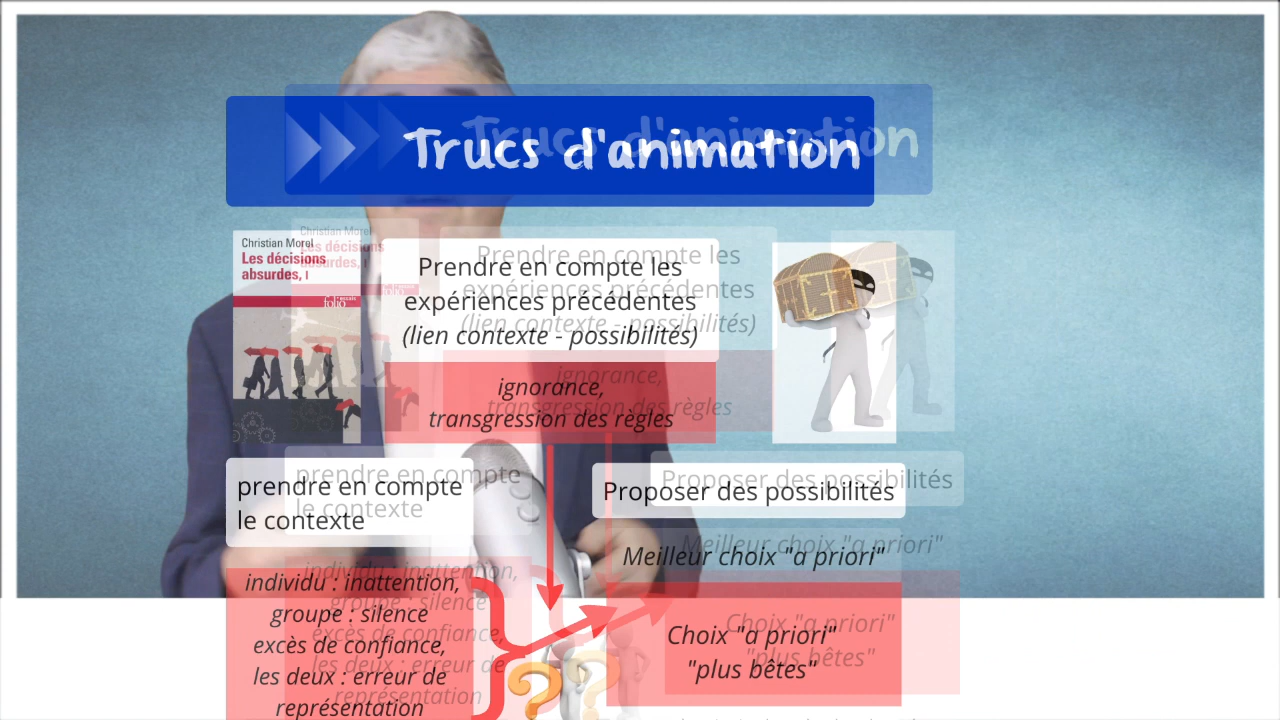 Trucs d'animation
Christian Morel
Les décisions
absurdes, I
folio essais
Prendre en compte les
expériences précédentes
(lien contexte - possibilités)
ignorance,
transgression des règles
prendre en compte
le contexte
Proposer des possibilités
Meilleur choix "a priori"
individu : inattention,
groupe : silence
excès de confiance,
les deux : erreur de
représentation
Choix "a priori"
"plus bêtes"